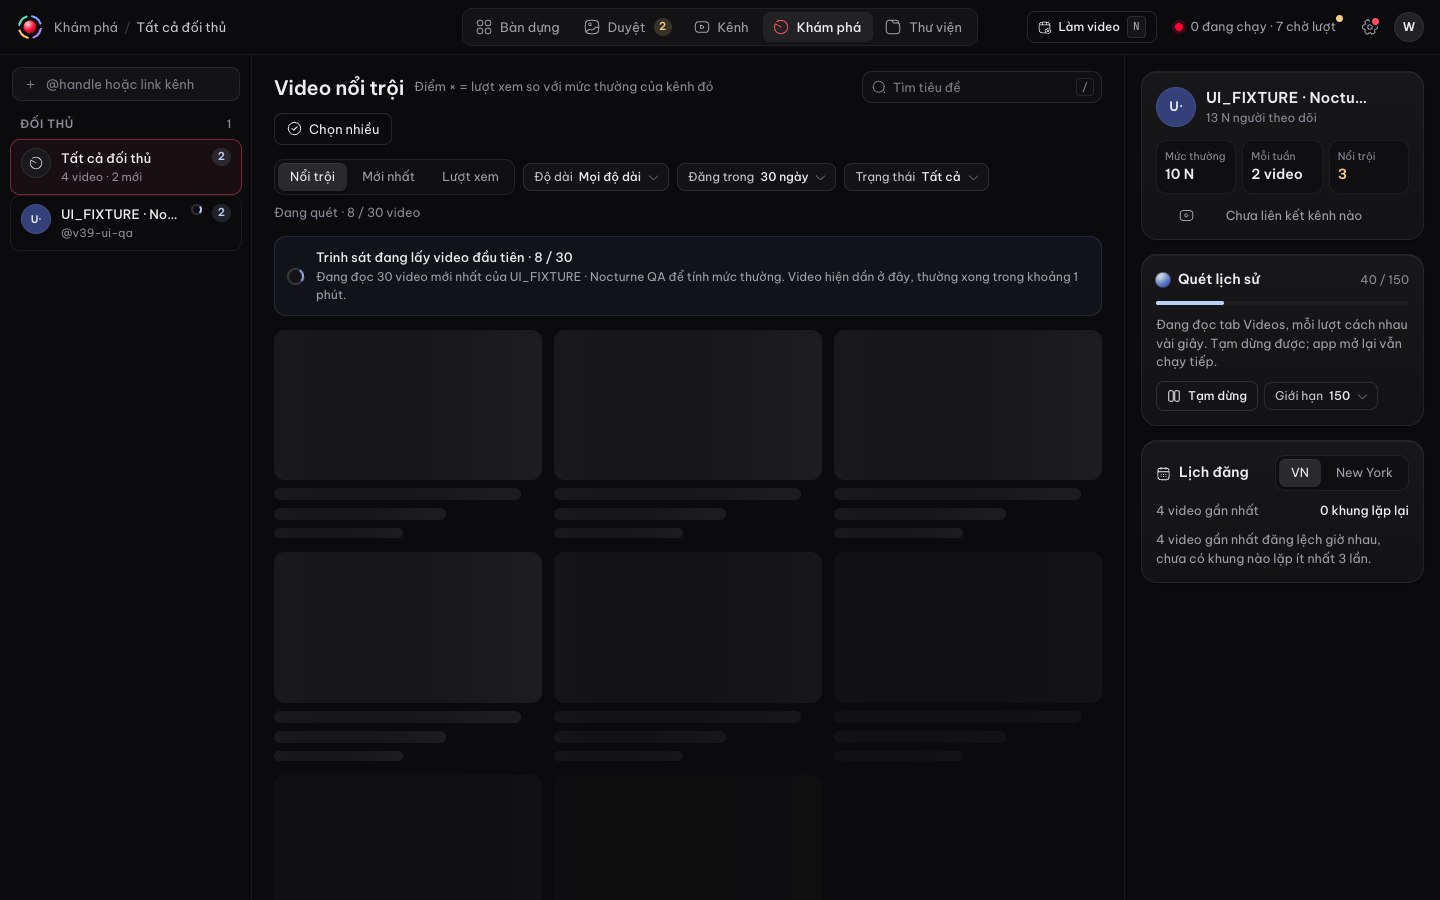 Khám phá / Tất cả đối thủ
Bàn dựng
Duyệt 2
Kênh
Khám phá
Thư viện
Làm video N
0 đang chạy · 7 chờ lượt
W
+ @handle hoặc link kênh
ĐỐI THỦ 1
Tất cả đối thủ 2
4 video · 2 mới
U· UI_FIXTURE · No... 2
@v39-ui-qa
Video nổi trội Điểm × = lượt xem so với mức thường của kênh đó
Tìm tiêu đề /
Chọn nhiều
Nổi trội Mới nhất Lượt xem
Độ dài Mọi độ dài
Đăng trong 30 ngày
Trạng thái Tất cả
Đang quét · 8 / 30 video
Trinh sát đang lấy video đầu tiên · 8 / 30
Đang đọc 30 video mới nhất của UI_FIXTURE · Nocturne QA để tính mức thường. Video hiện dần ở đây, thường xong trong khoảng 1
phút.
U· UI_FIXTURE · Noctu...
13 N người theo dõi
Mức thường
10 N
Mỗi tuần
2 video
Nổi trội
3
Chưa liên kết kênh nào
Quét lịch sử 40 / 150
Đang đọc tab Videos, mỗi lượt cách nhau
vài giây. Tạm dừng được; app mở lại vẫn
chạy tiếp.
Tạm dừng
Giới hạn 150
Lịch đăng VN New York
4 video gần nhất 0 khung lặp lại
4 video gần nhất đăng lệch giờ nhau,
chưa có khung nào lặp ít nhất 3 lần.